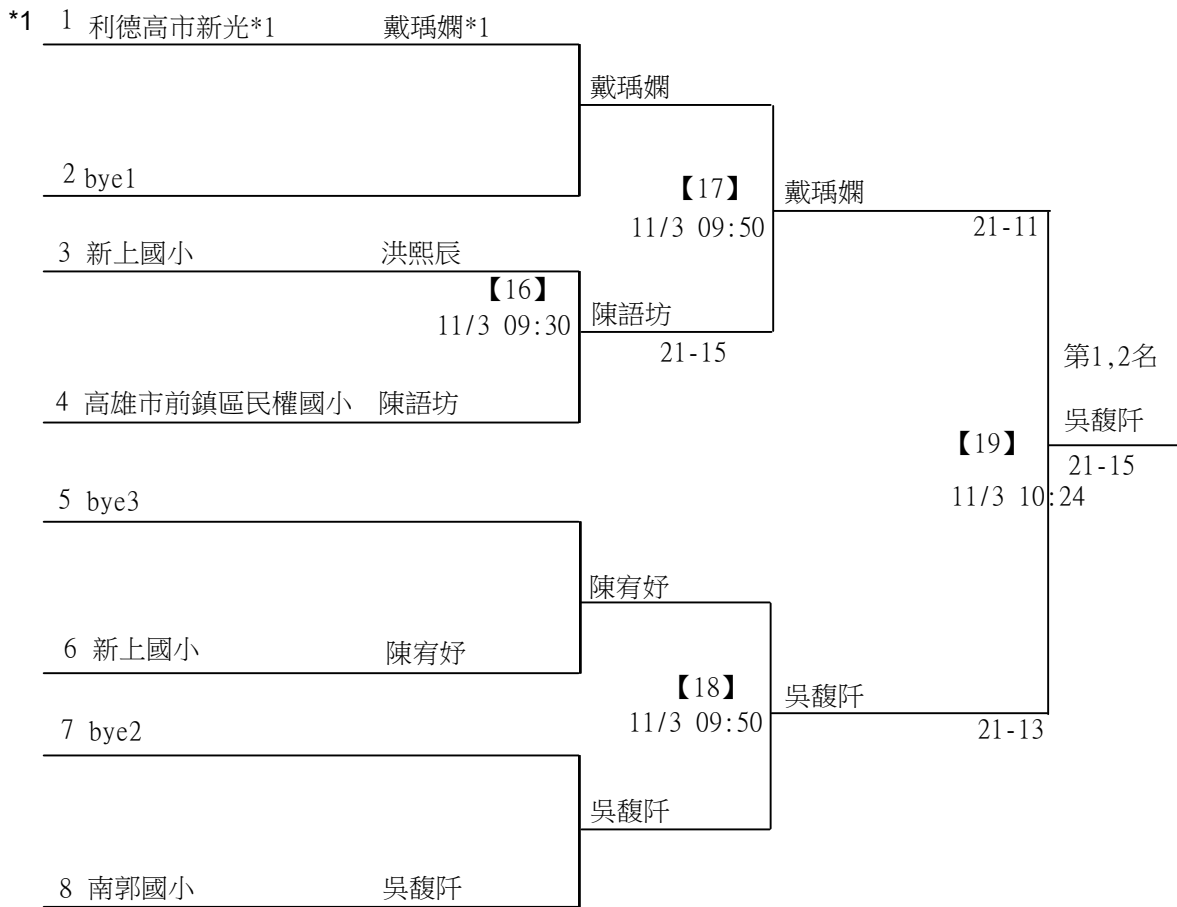 *1 1 利德高市新光*1 戴瑀嫻*1
戴瑀嫻
2 bye1
【17】
戴瑀嫻
11/3 09:50
21-11
3 新上國小 洪熙辰
【16】
11/3 09:30
陳語坊
21-15
第1,2名
4 高雄市前鎮區民權國小 陳語坊
吳馥阡
【19】
21-15
11/3 10:24
5 bye3
陳宥妤
6 新上國小 陳宥妤
【18】
吳馥阡
11/3 09:50
21-13
7 bye2
吳馥阡
8 南郭國小 吳馥阡